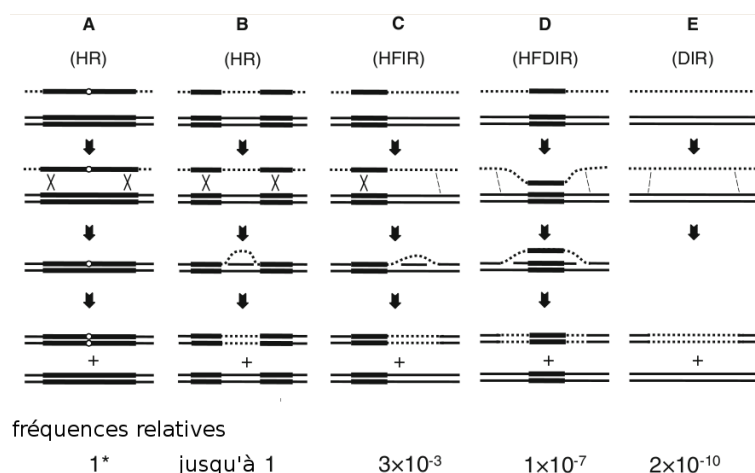 A B C D E
(HR) (HR) (HFIR) (HFDIR) (DIR)
+ + + + +
fréquences relatives
1* jusqu'à 1 3×10⁻³ 1×10⁻⁷ 2×10⁻¹⁰